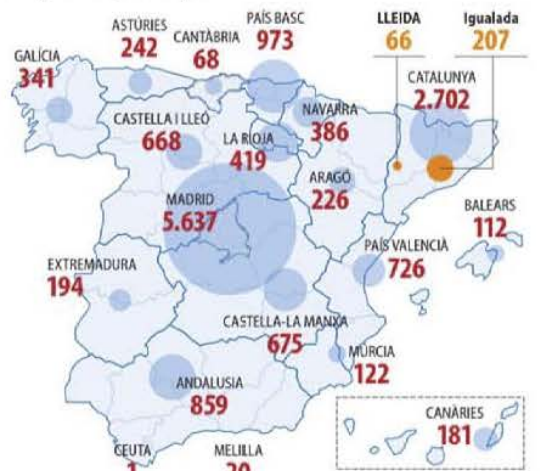 PAÍS BASC
973
LLEIDA
66
Igualada
207
ASTÚRIES
242
CANTÀBRIA
68
GALÍCIA
341
CATALUNYA
2.702
CASTELLA I LLEÓ
668
LA RIOJA
419
NAVARRA
386
ARAGÓ
226
MADRID
5.637
BALEARS
112
PAÍS VALENCIÀ
726
EXTREMADURA
194
CASTELLA-LA MANXA
675
MÚRCIA
122
ANDALUSIA
859
CANÀRIES
181
CEUTA
1
MELILLA
20